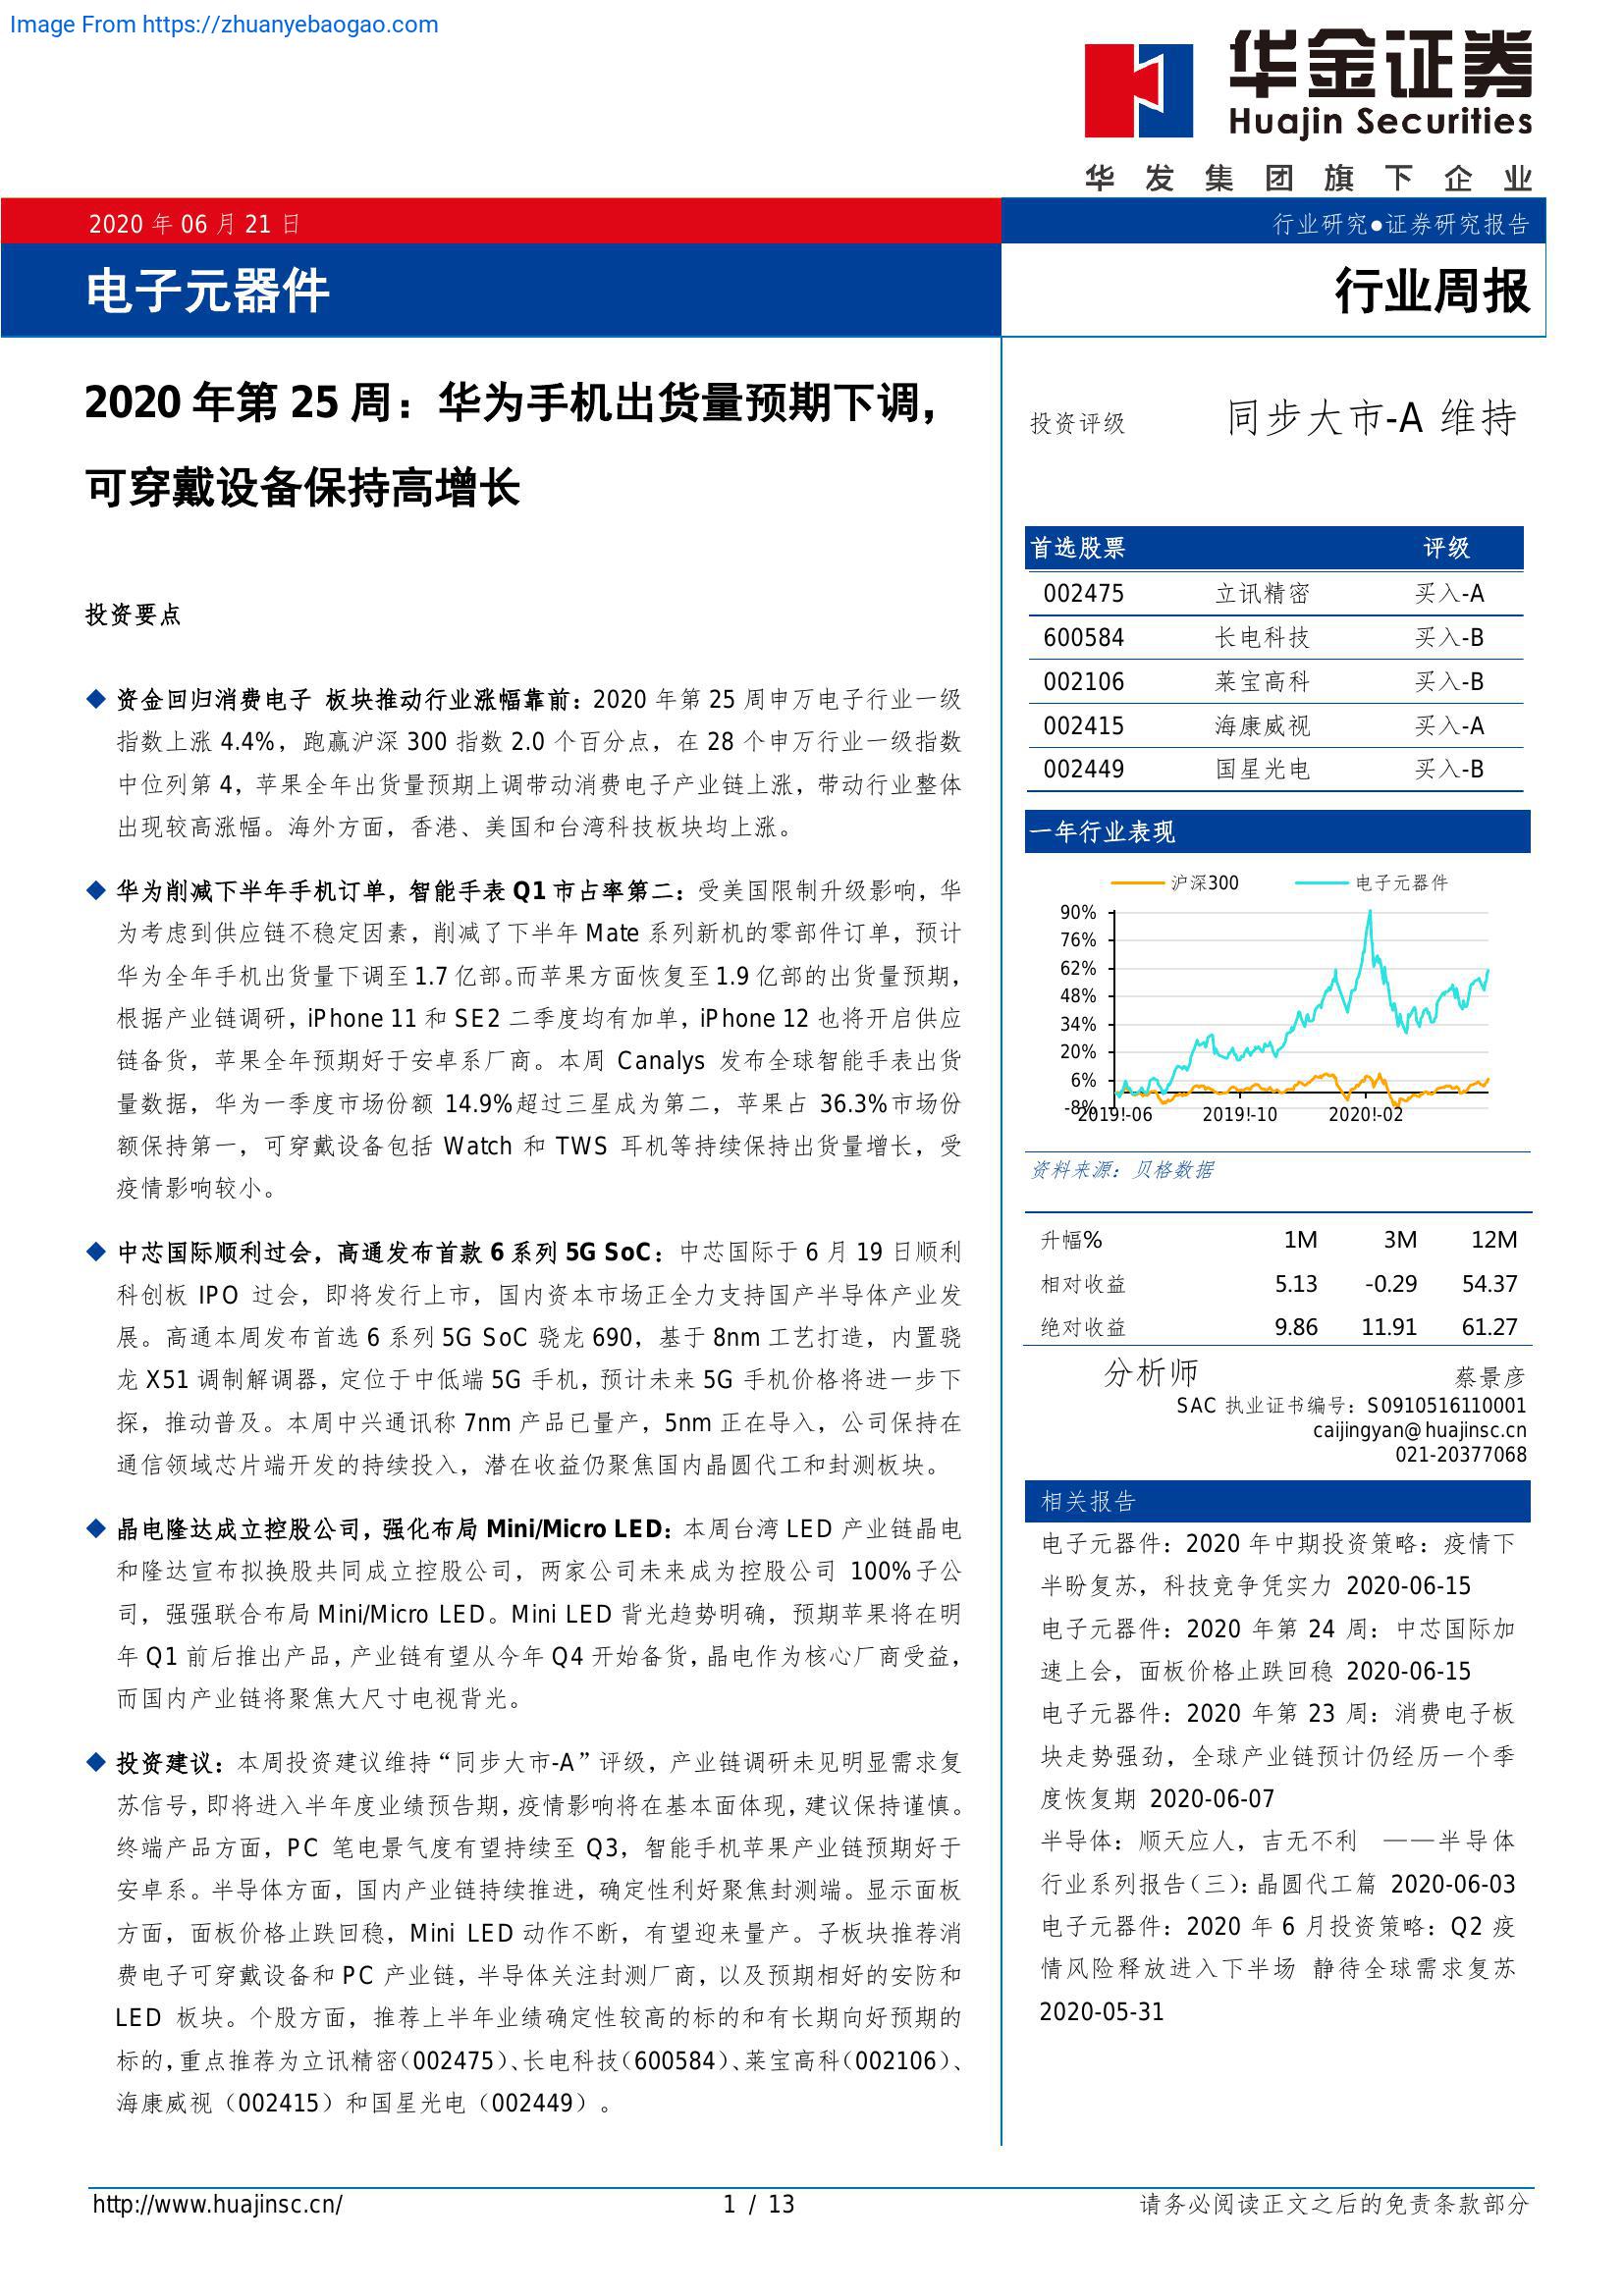 Image From https://zhuanyebaogao.com
华金证券
Huajin Securities
华发集团旗下企业
2020 年 06 月 21 日
行业研究●证券研究报告
电子元器件
行业周报
2020 年第 25 周：华为手机出货量预期下调，
可穿戴设备保持高增长
投资要点
◆ 资金回归消费电子 板块推动行业涨幅靠前：2020 年第 25 周申万电子行业一级
指数上涨 4.4%，跑赢沪深 300 指数 2.0 个百分点，在 28 个申万行业一级指数
中位列第 4，苹果全年出货量预期上调带动消费电子产业链上涨，带动行业整体
出现较高涨幅。海外方面，香港、美国和台湾科技板块均上涨。
◆ 华为削减下半年手机订单，智能手表 Q1 市占率第二：受美国限制升级影响，华
为考虑到供应链不稳定因素，削减了下半年 Mate 系列新机的零部件订单，预计
华为全年手机出货量下调至 1.7 亿部。而苹果方面恢复至 1.9 亿部的出货量预期，
根据产业链调研，iPhone 11 和 SE2 二季度均有加单，iPhone 12 也将开启供应
链备货，苹果全年预期好于安卓系厂商。本周 Canalys 发布全球智能手表出货
量数据，华为一季度市场份额 14.9%超过三星成为第二，苹果占 36.3%市场份
额保持第一，可穿戴设备包括 Watch 和 TWS 耳机等持续保持出货量增长，受
疫情影响较小。
◆ 中芯国际顺利过会，高通发布首款 6 系列 5G SoC：中芯国际于 6 月 19 日顺利
科创板 IPO 过会，即将发行上市，国内资本市场正全力支持国产半导体产业发
展。高通本周发布首选 6 系列 5G SoC 骁龙 690，基于 8nm 工艺打造，内置骁
龙 X51 调制解调器，定位于中低端 5G 手机，预计未来 5G 手机价格将进一步下
探，推动普及。本周中兴通讯称 7nm 产品已量产，5nm 正在导入，公司保持在
通信领域芯片端开发的持续投入，潜在收益仍聚焦国内晶圆代工和封测板块。
◆ 晶电隆达成立控股公司，强化布局 Mini/Micro LED：本周台湾 LED 产业链晶电
和隆达宣布拟换股共同成立控股公司，两家公司未来成为控股公司 100%子公
司，强强联合布局 Mini/Micro LED。Mini LED 背光趋势明确，预期苹果将在明
年 Q1 前后推出产品，产业链有望从今年 Q4 开始备货，晶电作为核心厂商受益，
而国内产业链将聚焦大尺寸电视背光。
◆ 投资建议：本周投资建议维持“同步大市-A”评级，产业链调研未见明显需求复
苏信号，即将进入半年度业绩预告期，疫情影响将在基本面体现，建议保持谨慎。
终端产品方面，PC 笔电景气度有望持续至 Q3，智能手机苹果产业链预期好于
安卓系。半导体方面，国内产业链持续推进，确定性利好聚焦封测端。显示面板
方面，面板价格止跌回稳，Mini LED 动作不断，有望迎来量产。子板块推荐消
费电子可穿戴设备和 PC 产业链，半导体关注封测厂商，以及预期相好的安防和
LED 板块。个股方面，推荐上半年业绩确定性较高的标的和有长期向好预期的
标的，重点推荐为立讯精密（002475）、长电科技（600584）、莱宝高科（002106）、
海康威视（002415）和国星光电（002449）。
投资评级 同步大市-A 维持
首选股票 评级
002475 立讯精密 买入-A
600584 长电科技 买入-B
002106 莱宝高科 买入-B
002415 海康威视 买入-A
002449 国星光电 买入-B
一年行业表现
沪深300 电子元器件
90%
76%
62%
48%
34%
20%
6%
-8%
2019!-06 2019!-10 2020!-02
资料来源：贝格数据
升幅% 1M 3M 12M
相对收益 5.13 -0.29 54.37
绝对收益 9.86 11.91 61.27
分析师 蔡景彦
SAC 执业证书编号：S0910516110001
caijingyan@huajinsc.cn
021-20377068
相关报告
电子元器件：2020 年中期投资策略：疫情下
半盼复苏，科技竞争凭实力 2020-06-15
电子元器件：2020 年第 24 周：中芯国际加
速上会，面板价格止跌回稳 2020-06-15
电子元器件：2020 年第 23 周：消费电子板
块走势强劲，全球产业链预计仍经历一个季
度恢复期 2020-06-07
半导体：顺天应人，吉无不利 ——半导体
行业系列报告（三）：晶圆代工篇 2020-06-03
电子元器件：2020 年 6 月投资策略：Q2 疫
情风险释放进入下半场 静待全球需求复苏
2020-05-31
http://www.huajinsc.cn/
1 / 13
请务必阅读正文之后的免责条款部分